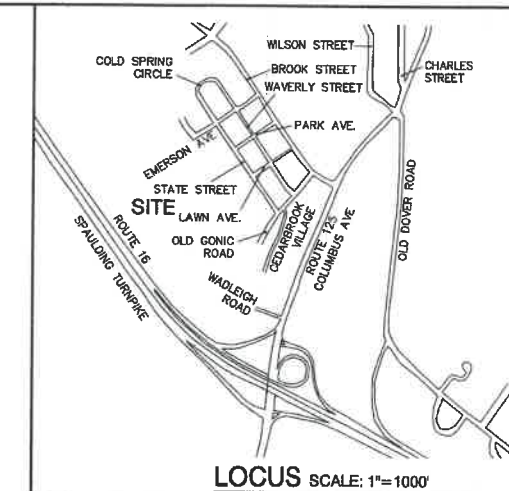 WILSON STREET
COLD SPRING
CIRCLE
BROOK STREET
CHARLES
STREET
WAVERLY STREET
PARK AVE.
EMERSON AVE
STATE STREET
SITE
LAWN AVE.
OLD GONIC
ROAD
CEDARBROOK
VILLAGE
ROUTE 125
COLUMBUS AVE
OLD DOVER ROAD
ROUTE 16
SPAULDING TURNPIKE
WADLEIGH
ROAD
LOCUS SCALE: 1"=1000'